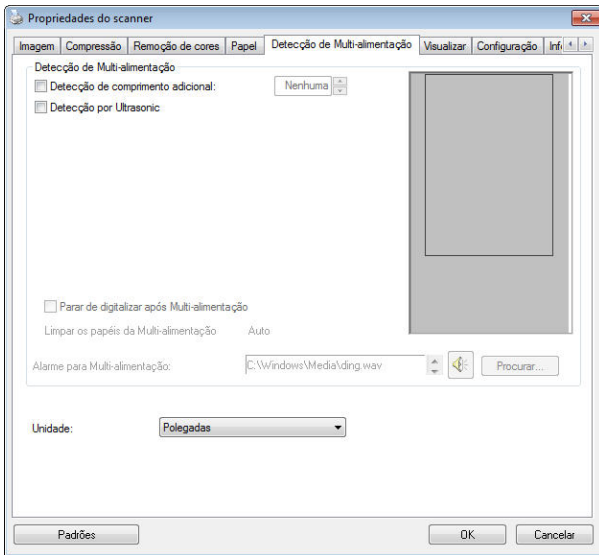 Propriedades do scanner
Imagem Compressão Remoção de cores Papel Detecção de Multi-alimentação Visualizar Configuração
Detecção de Multi-alimentação
Detecção de comprimento adicional: Nenhuma
Detecção por Ultrasonic
Parar de digitalizar após Multi-alimentação
Limpar os papéis da Multi-alimentação Auto
Alarme para Multi-alimentação: C:\Windows\Media\ding.wav Procurar...
Unidade: Polegadas
Padrões OK Cancelar